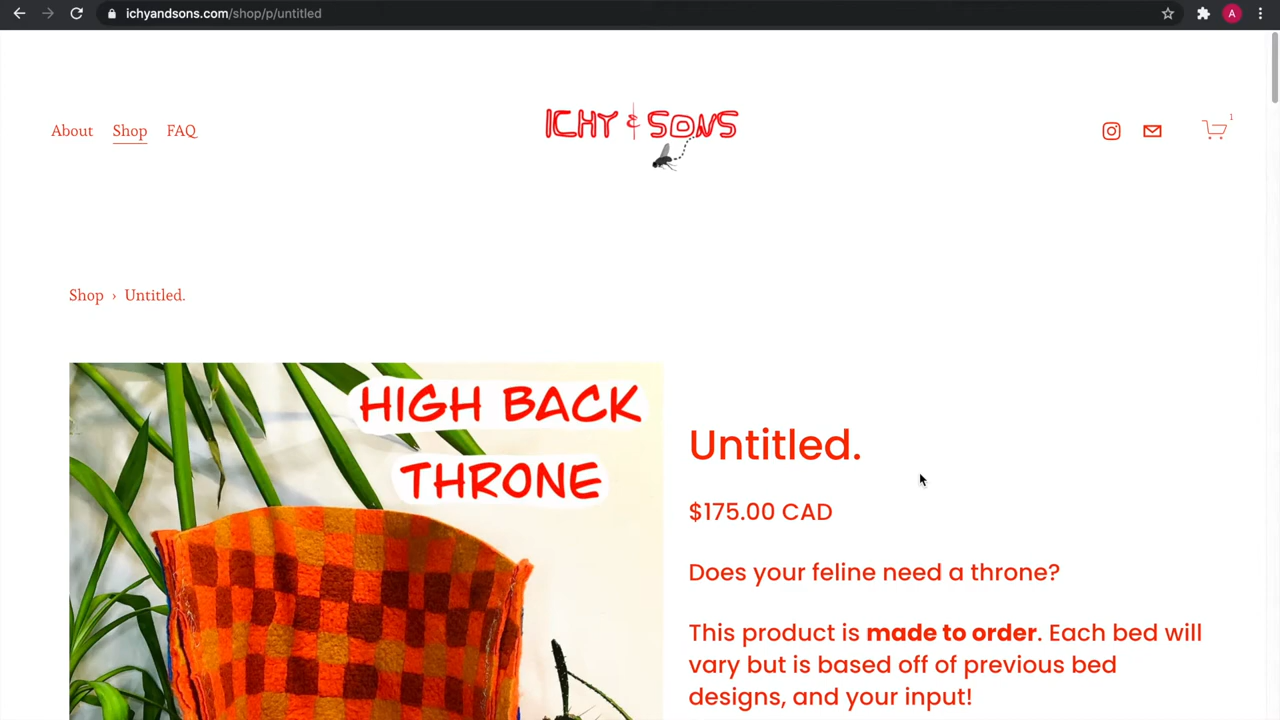 ichyandsons.com/shop/p/untitled
A
About Shop FAQ
ICHY & SONS
1
Shop › Untitled.
HIGH BACK
THRONE
Untitled.
$175.00 CAD
Does your feline need a throne?
This product is made to order. Each bed will
vary but is based off of previous bed
designs, and your input!